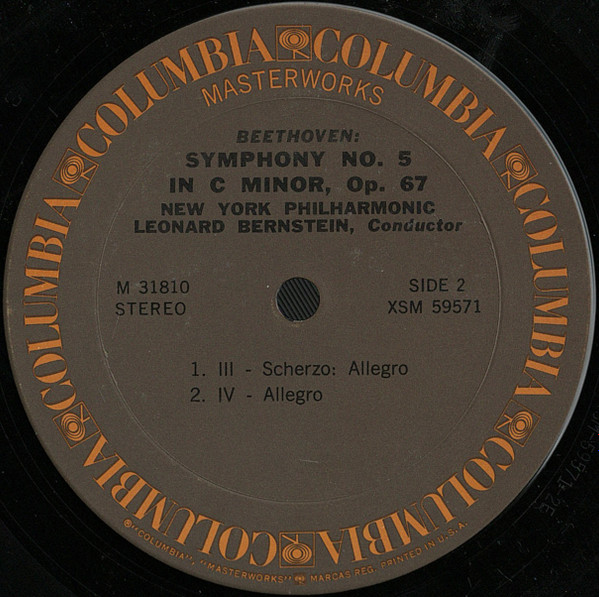 COLUMBIA COLUMBIA COLUMBIA COLUMBIA COLUMBIA COLUMBIA COLUMBIA COLUMBIA
MASTERWORKS
BEETHOVEN:
SYMPHONY NO. 5
IN C MINOR, Op. 67
NEW YORK PHILHARMONIC
LEONARD BERNSTEIN, Conductor
M 31810
STEREO
SIDE 2
XSM 59571
1. III - Scherzo: Allegro
2. IV - Allegro
"COLUMBIA", "MASTERWORKS" MARCAS REG. PRINTED IN U.S.A.